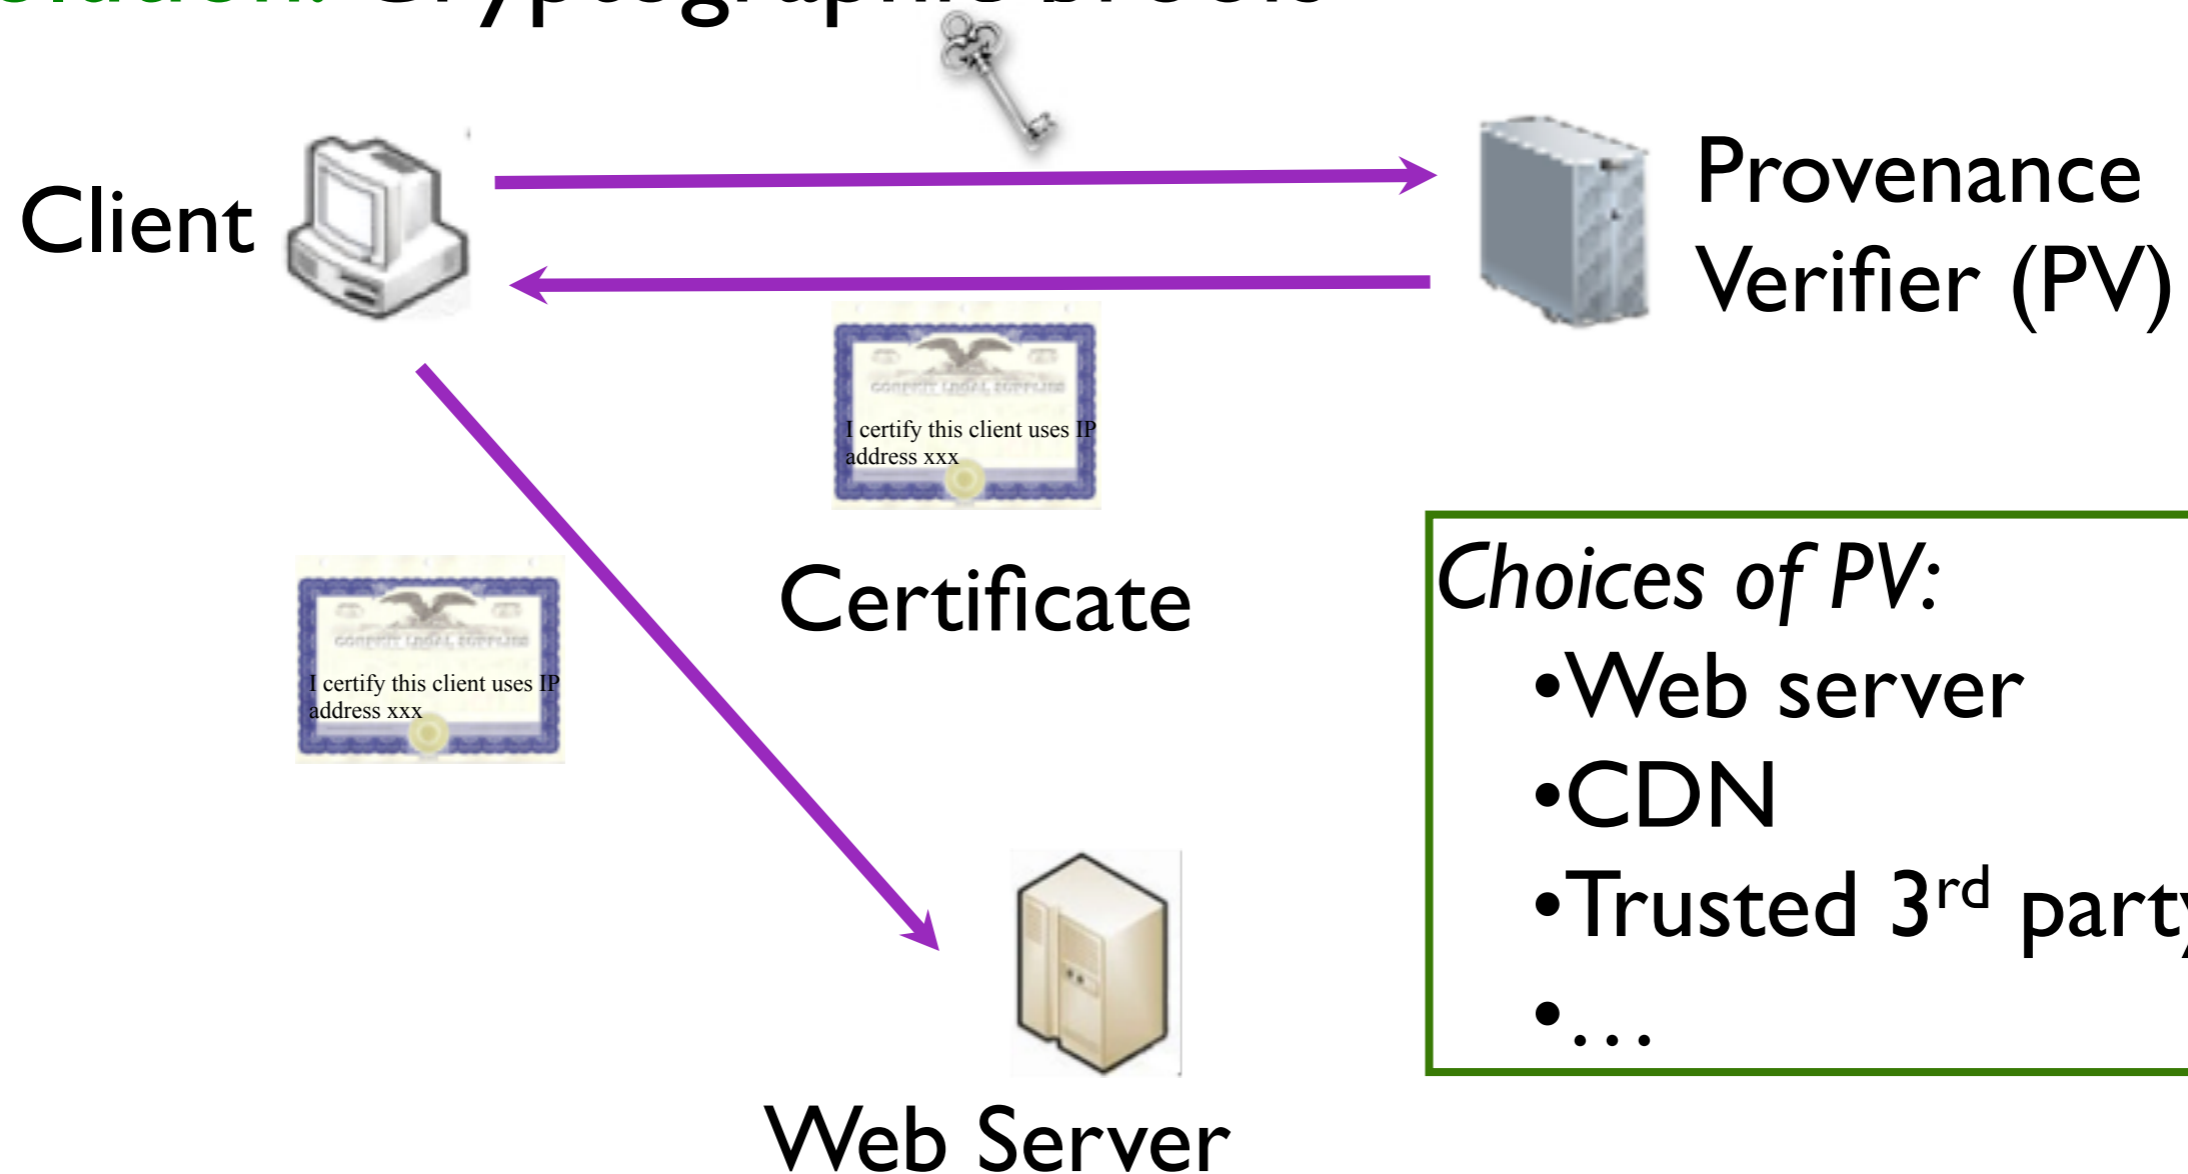 Client
Provenance
Verifier (PV)
I certify this client uses IP
address xxx
Certificate
I certify this client uses IP
address xxx
Choices of PV:
•Web server
•CDN
•Trusted 3rd party
•…
Web Server